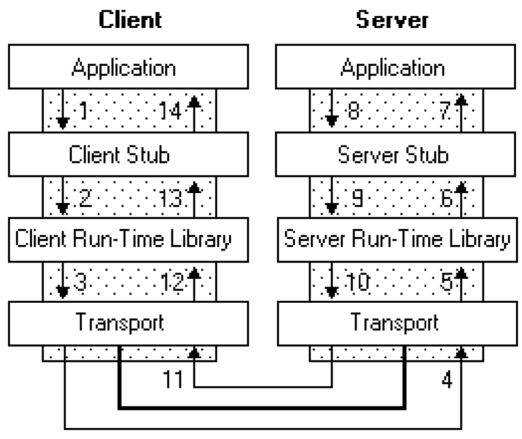 Client Server
Application Application
1 14 8 7
Client Stub Server Stub
2 13 9 6
Client Run-Time Library Server Run-Time Library
3 12 10 5
Transport Transport
11 4